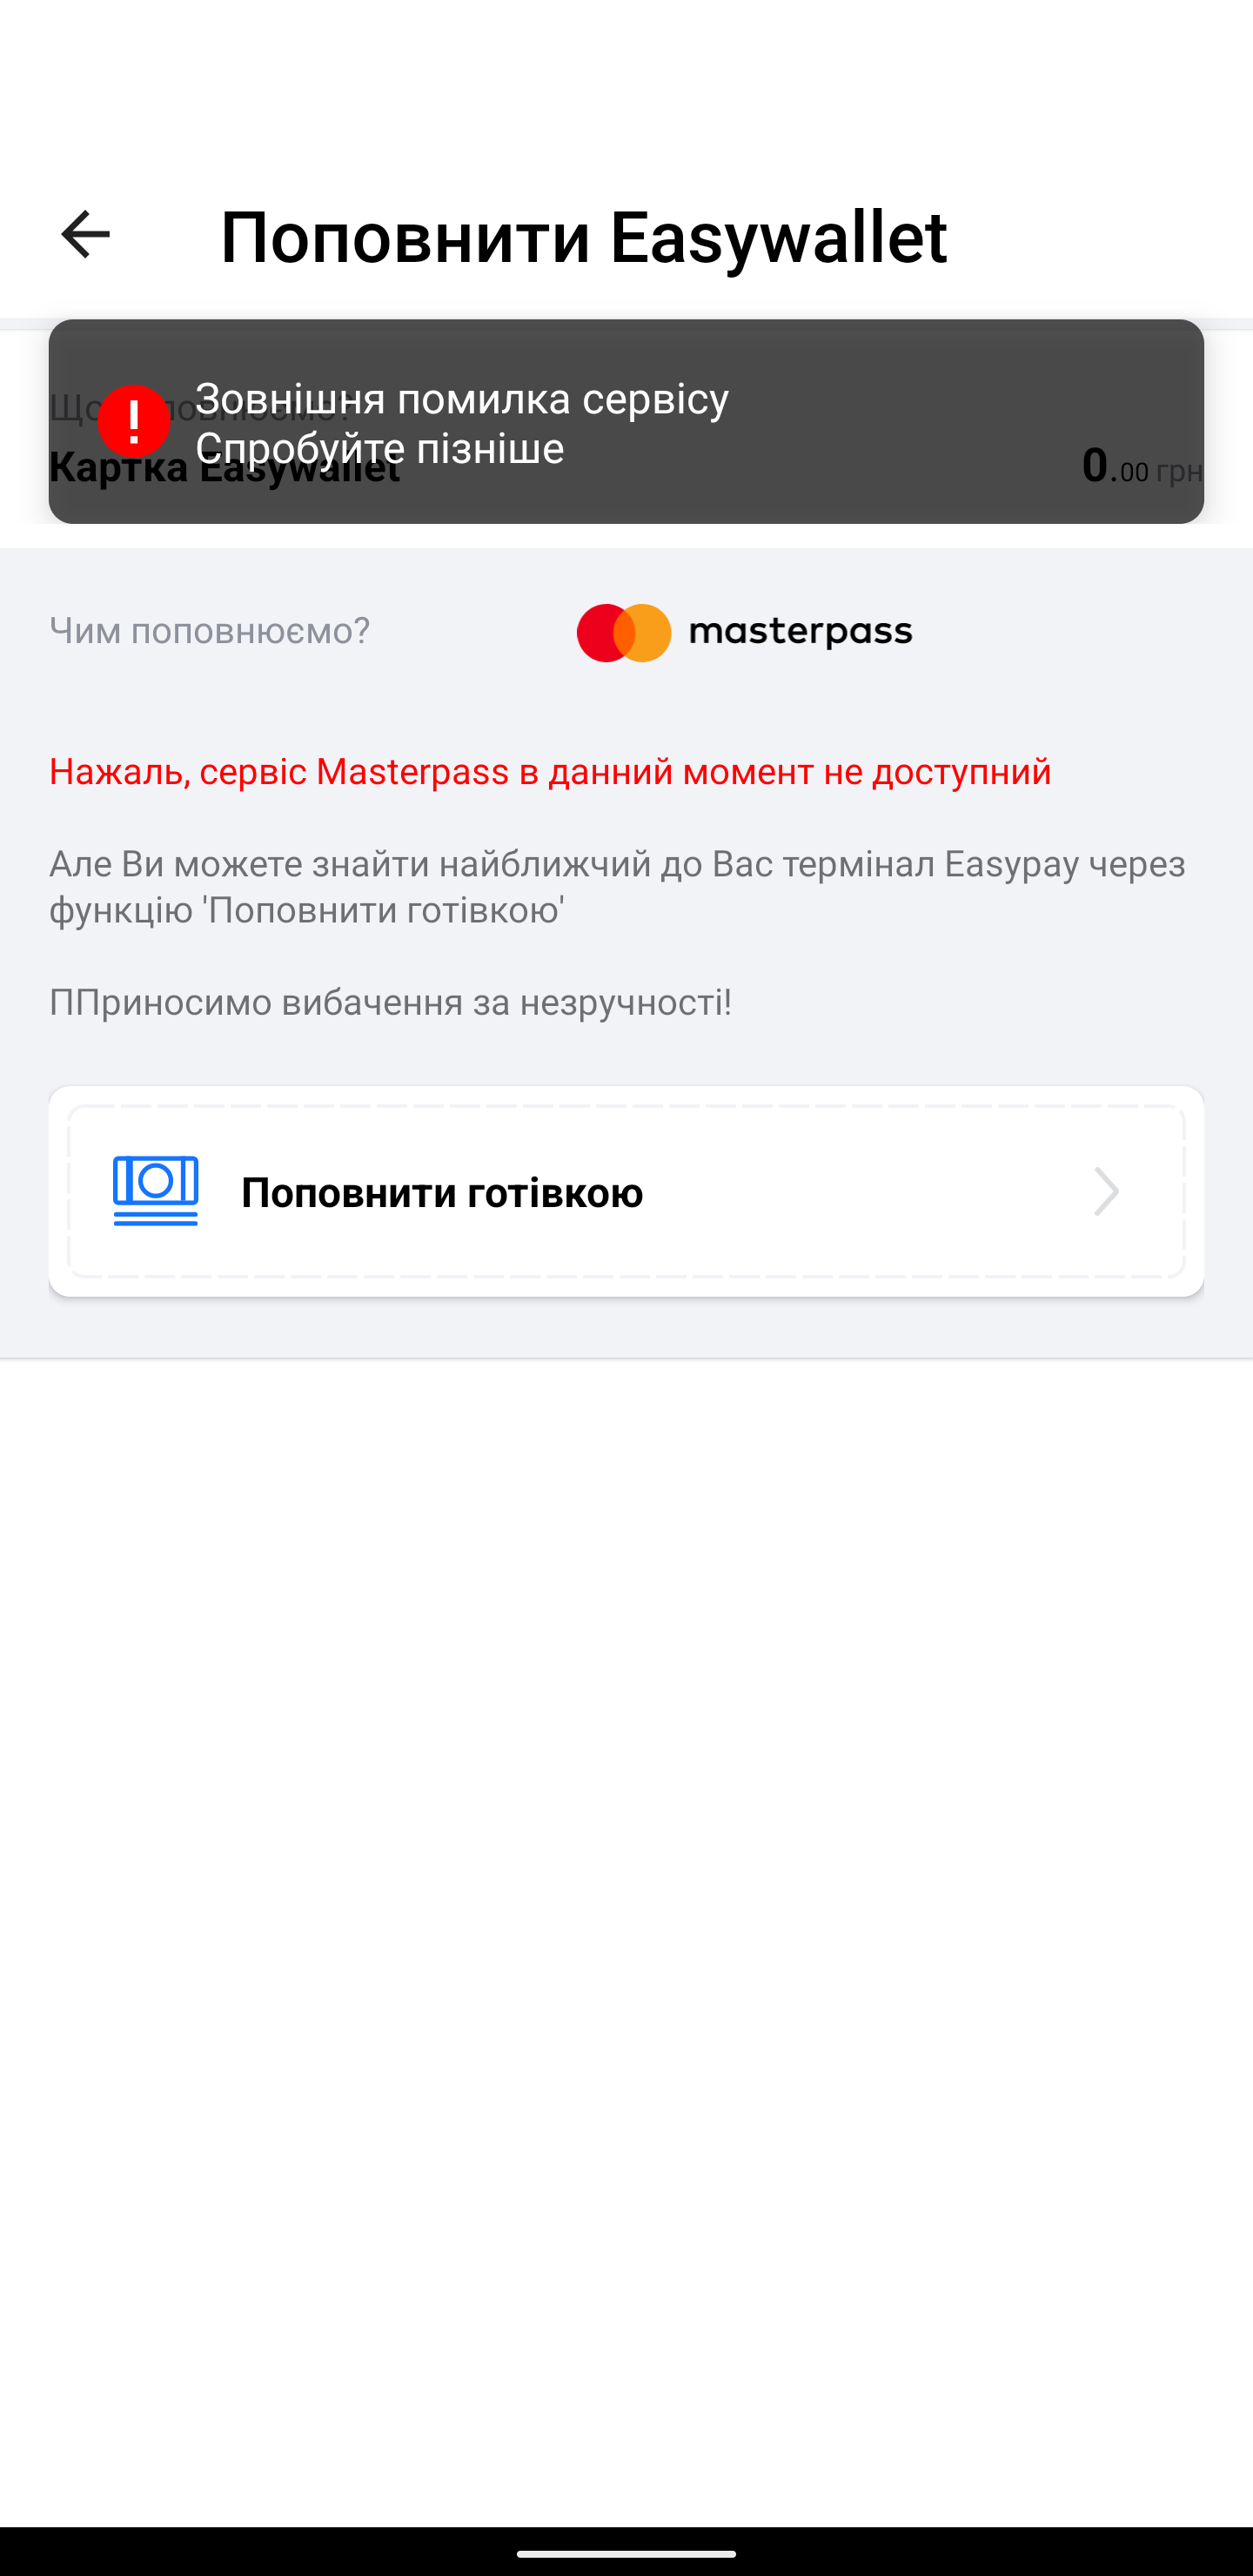 Поповнити Easywallet
Зовнішня помилка сервісу
Спробуйте пізніше
Картка Easywallet
0.00 грн
Чим поповнюємо?
masterpass
Нажаль, сервіс Masterpass в данний момент не доступний
Але Ви можете знайти найближчий до Вас термінал Easypay через
функцію 'Поповнити готівкою'
ППриносимо вибачення за незручності!
Поповнити готівкою